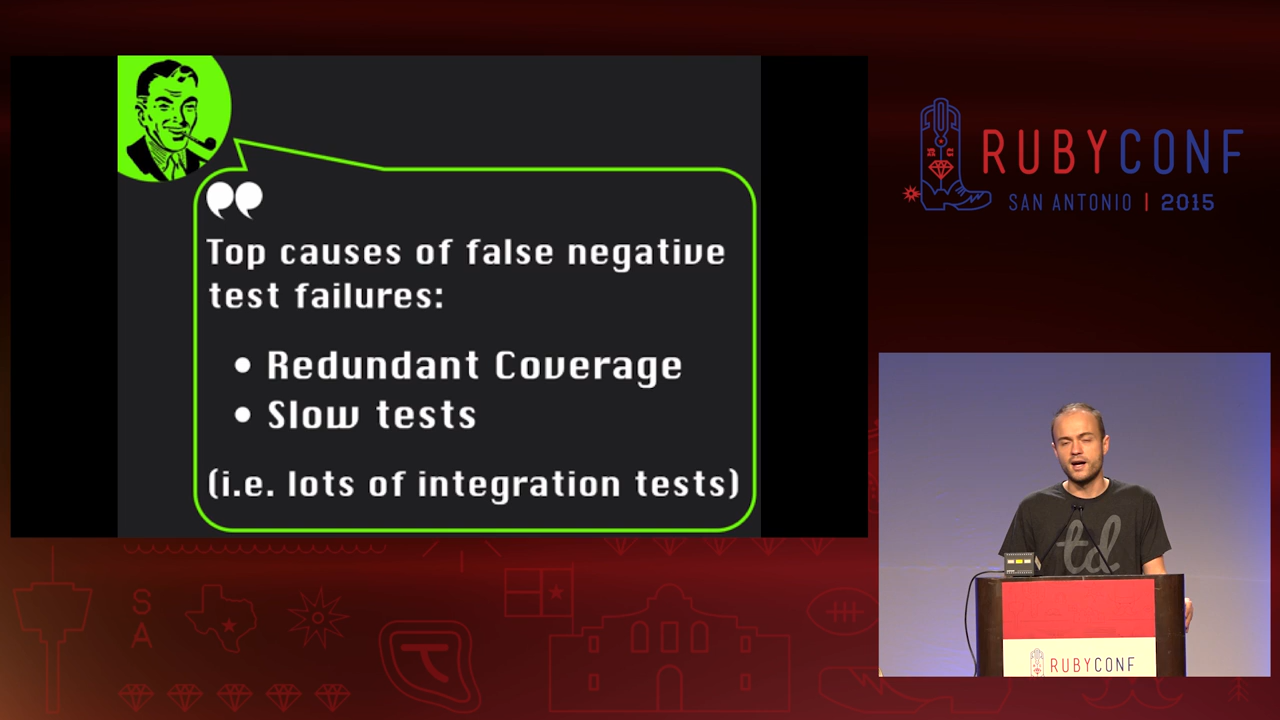 Top causes of false negative
test failures:
• Redundant Coverage
• Slow tests
(i.e. lots of integration tests)
RUBYCONF
SAN ANTONIO | 2015
td
RUBYCONF
S
A